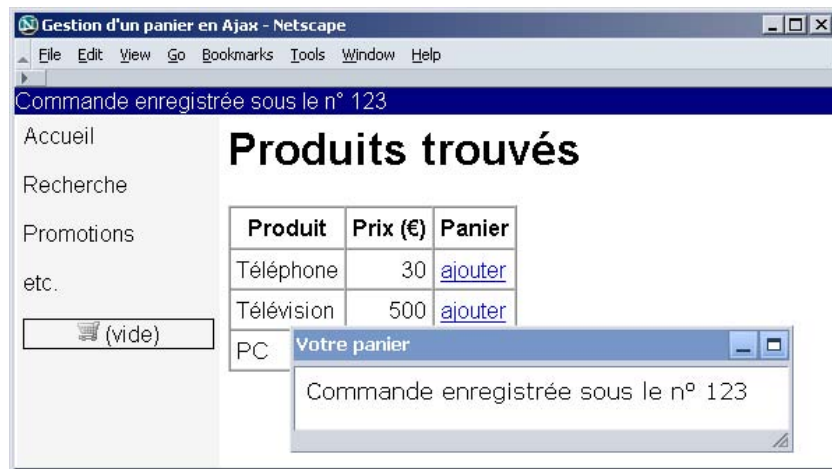 Gestion d'un panier en Ajax - Netscape
File Edit View Go Bookmarks Tools Window Help
Commande enregistrée sous le n° 123
Accueil
Recherche
Promotions
etc.
(vide)
Produits trouvés
Produit Prix (€) Panier
Téléphone 30 ajouter
Télévision 500 ajouter
PC
Votre panier
Commande enregistrée sous le nº 123